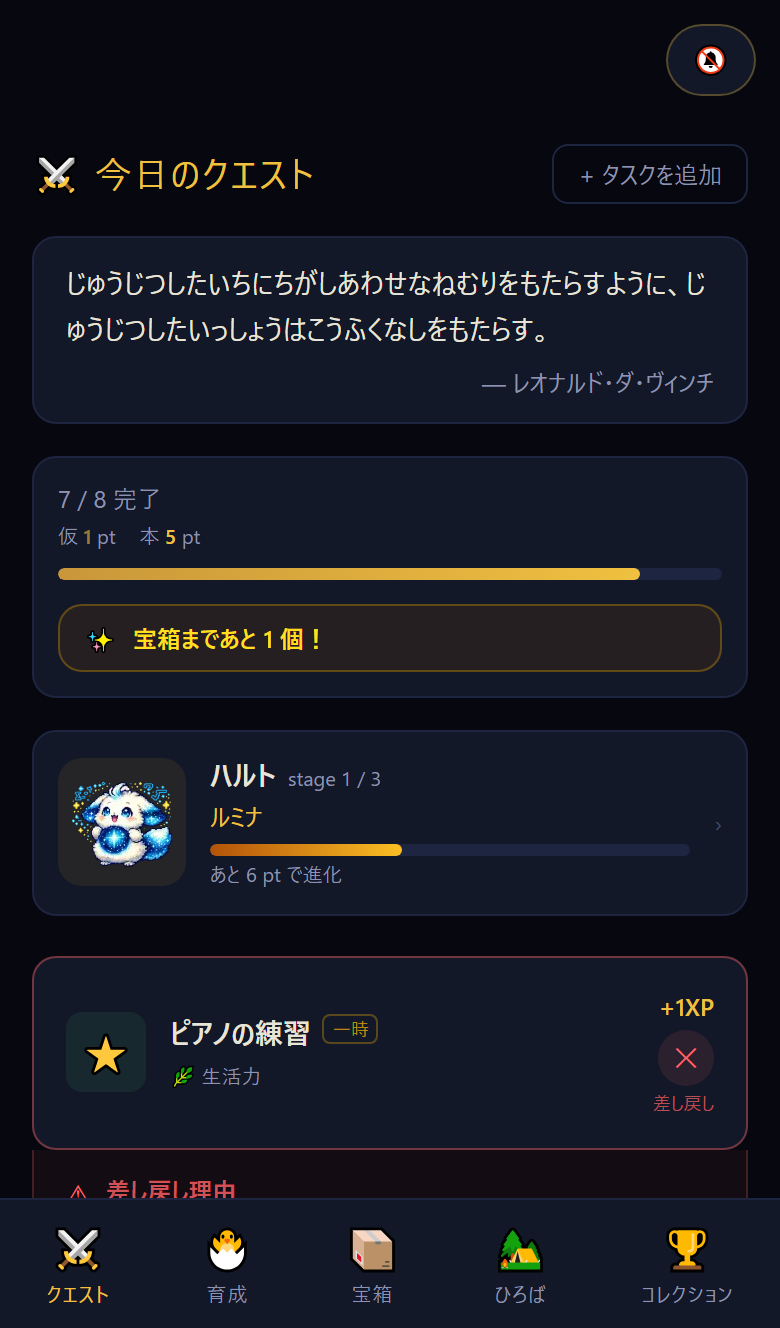 今日のクエスト
+ タスクを追加
じゅうじつしたいちにちがしあわせなねむりをもたらすように、じ
ゅうじつしたいっしょうはこうふくなしをもたらす。
— レオナルド・ダ・ヴィンチ
7 / 8 完了
仮 1 pt 本 5 pt
宝箱まであと 1 個！
ハルト stage 1 / 3
ルミナ
あと 6 pt で進化
›
ピアノの練習 一時
生活力
+1XP
差し戻し
差し戻し理由
クエスト 育成 宝箱 ひろば コレクション